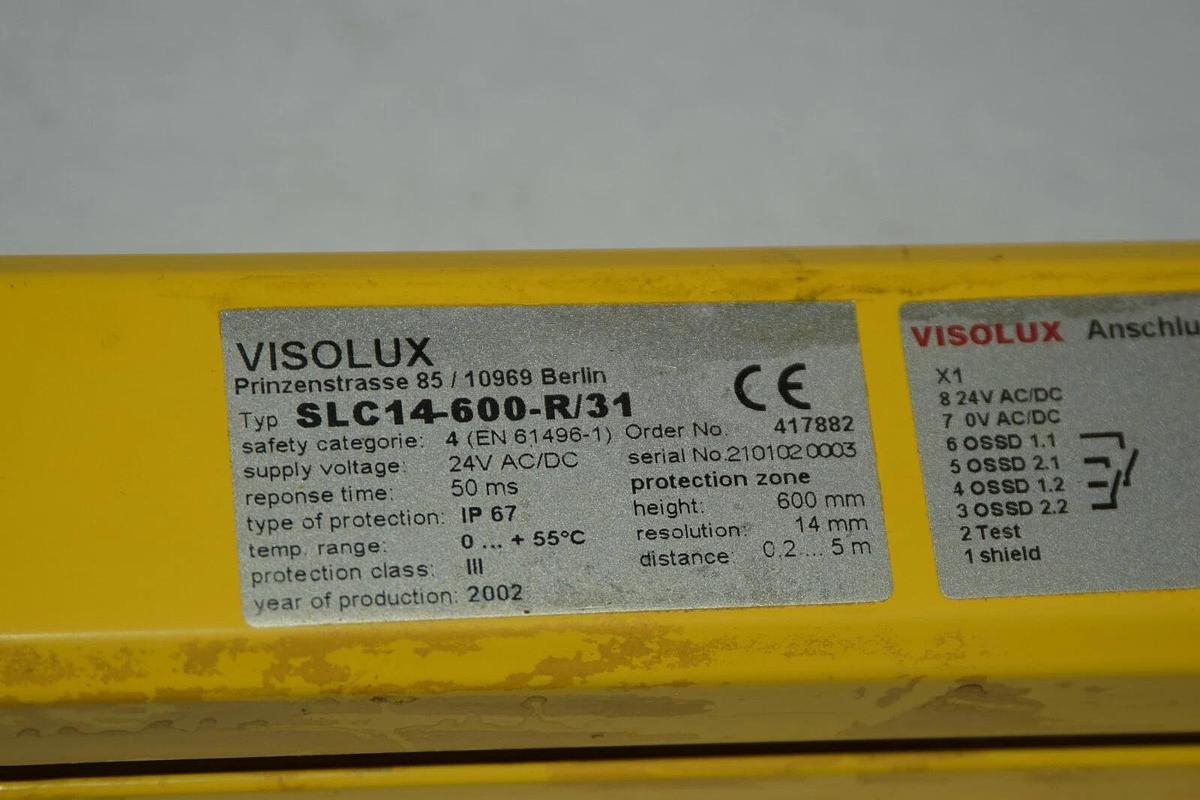 VISOLUX
Prinzenstrasse 85 / 10969 Berlin
Typ SLC14-600-R/31
safety categorie: 4 (EN 61496-1)
supply voltage: 24V AC/DC
reponse time: 50 ms
type of protection: IP 67
temp. range: 0 ... + 55°C
protection class: III
year of production: 2002
CE
Order No. 417882
serial No.2101020003
protection zone
height: 600 mm
resolution: 14 mm
distance: 0,2 ... 5 m
VISOLUX Anschlu
X1
8 24V AC/DC
7 0V AC/DC
6 OSSD 1.1
5 OSSD 2.1
4 OSSD 1.2
3 OSSD 2.2
2 Test
1 shield